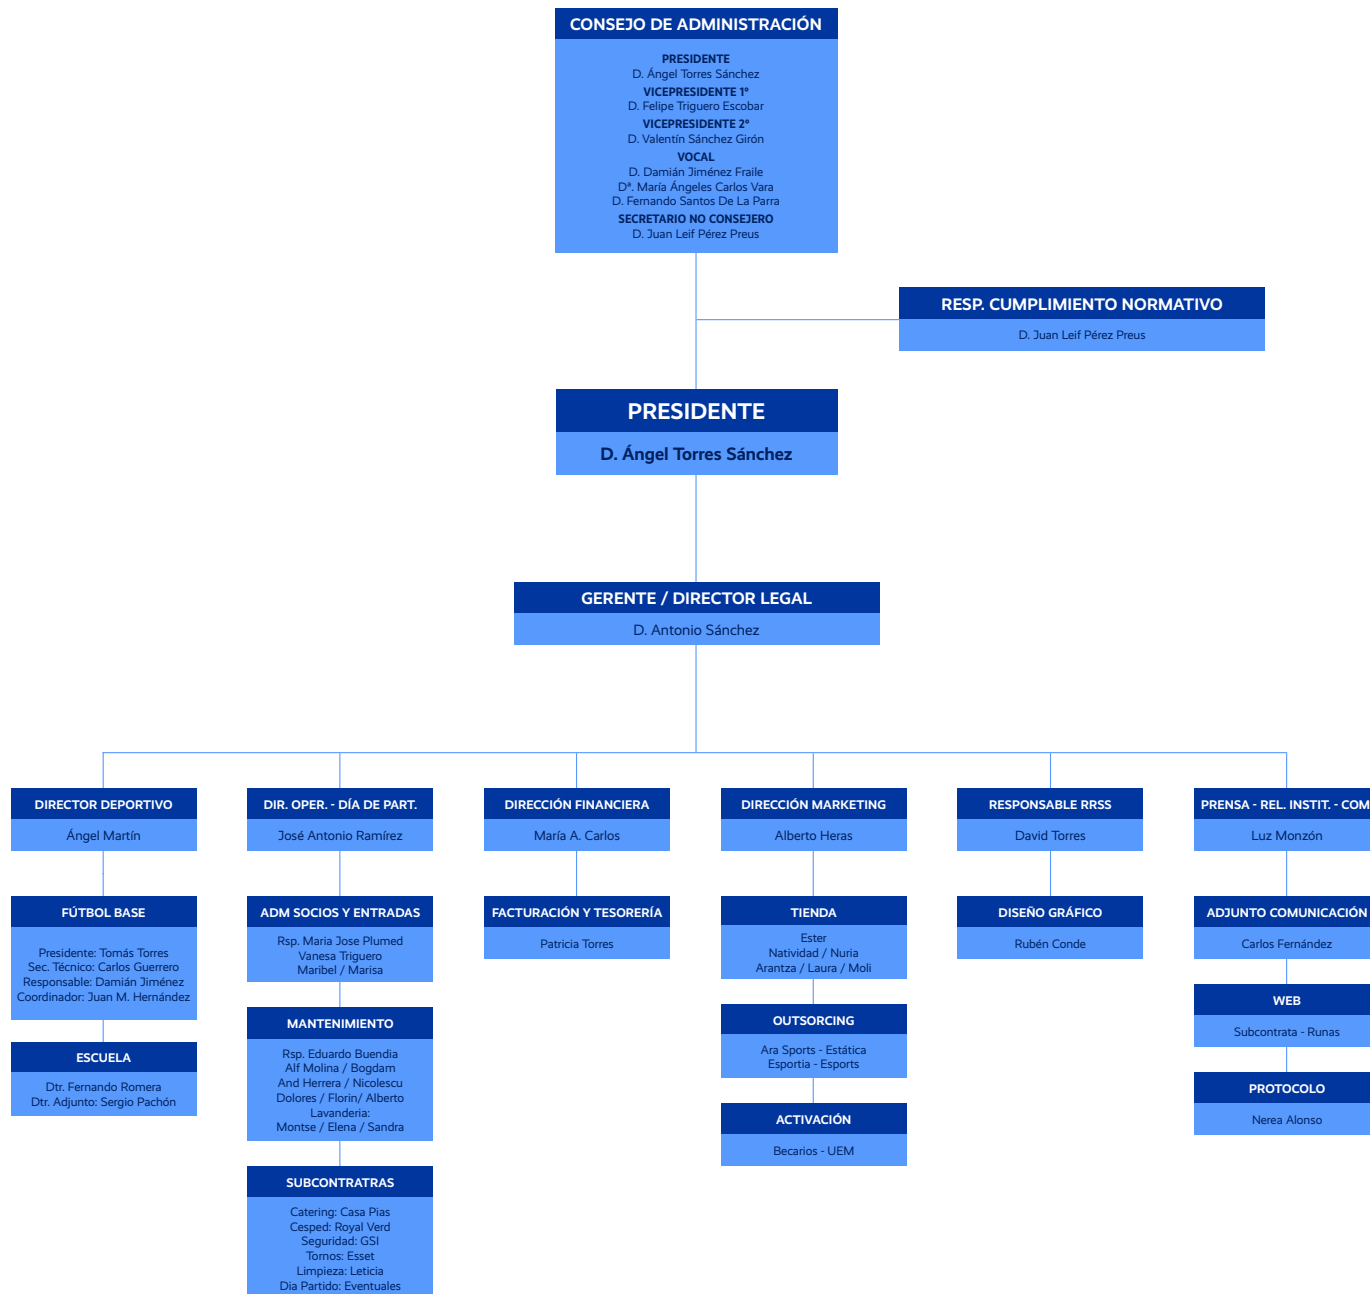 CONSEJO DE ADMINISTRACIÓN
PRESIDENTE
D. Ángel Torres Sánchez
VICEPRESIDENTE 1º
D. Felipe Triguero Escobar
VICEPRESIDENTE 2º
D. Valentín Sánchez Girón
VOCAL
D. Damián Jiménez Fraile
Dª. María Ángeles Carlos Vara
D. Fernando Santos De La Parra
SECRETARIO NO CONSEJERO
D. Juan Leif Pérez Preus
RESP. CUMPLIMIENTO NORMATIVO
D. Juan Leif Pérez Preus
PRESIDENTE
D. Ángel Torres Sánchez
GERENTE / DIRECTOR LEGAL
D. Antonio Sánchez
DIRECTOR DEPORTIVO
Ángel Martín
FÚTBOL BASE
Presidente: Tomás Torres
Sec. Técnico: Carlos Guerrero
Responsable: Damián Jiménez
Coordinador: Juan M. Hernández
ESCUELA
Dtr. Fernando Romera
Dtr. Adjunto: Sergio Pachón
DIR. OPER. - DÍA DE PART.
José Antonio Ramírez
ADM SOCIOS Y ENTRADAS
Rsp. Maria Jose Plumed
Vanesa Triguero
Maribel / Marisa
MANTENIMIENTO
Rsp. Eduardo Buendia
Alf Molina / Bogdam
And Herrera / Nicolescu
Dolores / Florin/ Alberto
Lavanderia:
Montse / Elena / Sandra
SUBCONTRATRAS
Catering: Casa Pias
Cesped: Royal Verd
Seguridad: GSI
Tornos: Esset
Limpieza: Leticia
Dia Partido: Eventuales
DIRECCIÓN FINANCIERA
María A. Carlos
FACTURACIÓN Y TESORERÍA
Patricia Torres
DIRECCIÓN MARKETING
Alberto Heras
TIENDA
Ester
Natividad / Nuria
Arantza / Laura / Moli
OUTSORCING
Ara Sports - Estática
Esportia - Esports
ACTIVACIÓN
Becarios - UEM
RESPONSABLE RRSS
David Torres
DISEÑO GRÁFICO
Rubén Conde
PRENSA - REL. INSTIT. - COM
Luz Monzón
ADJUNTO COMUNICACIÓN
Carlos Fernández
WEB
Subcontrata - Runas
PROTOCOLO
Nerea Alonso